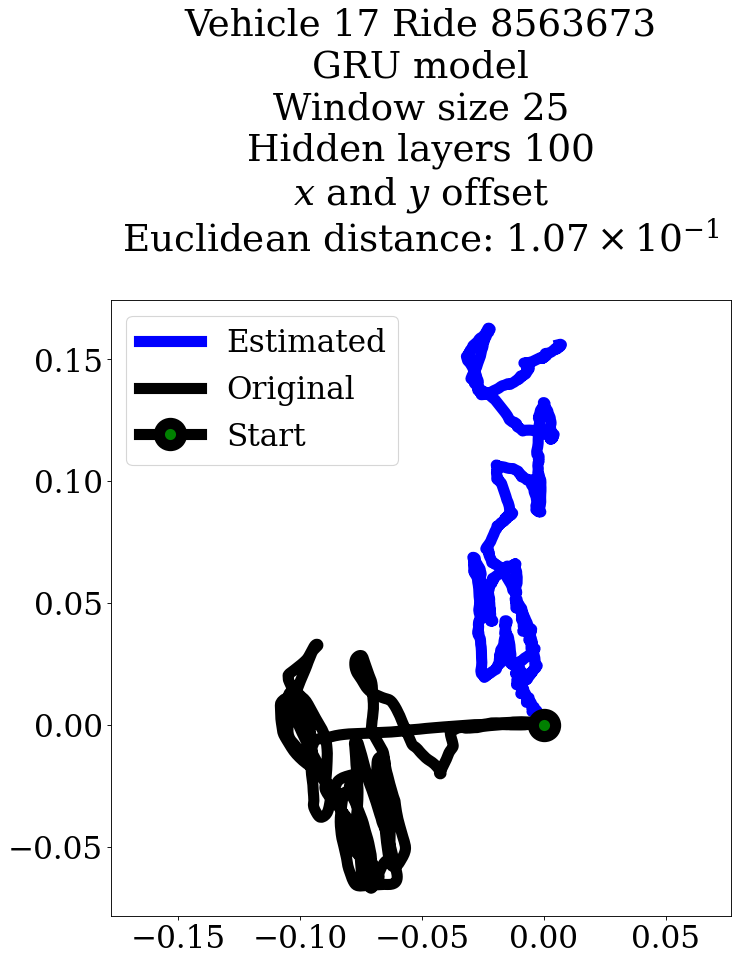 Vehicle 17 Ride 8563673
GRU model
Window size 25
Hidden layers 100
x and y offset
Euclidean distance: 1.07 × 10⁻¹
Estimated
Original
Start
0.15
0.10
0.05
0.00
−0.05
−0.15 −0.10 −0.05 0.00 0.05